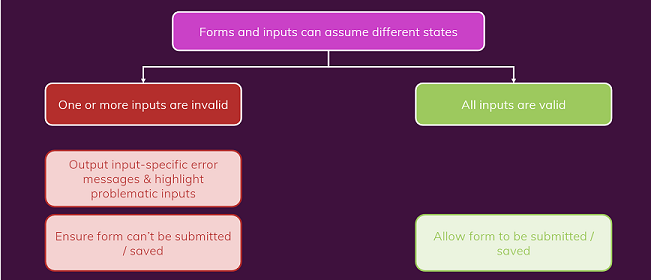 Forms and inputs can assume different states
One or more inputs are invalid
All inputs are valid
Output input-specific error
messages & highlight
problematic inputs
Ensure form can't be submitted
/ saved
Allow form to be submitted /
saved